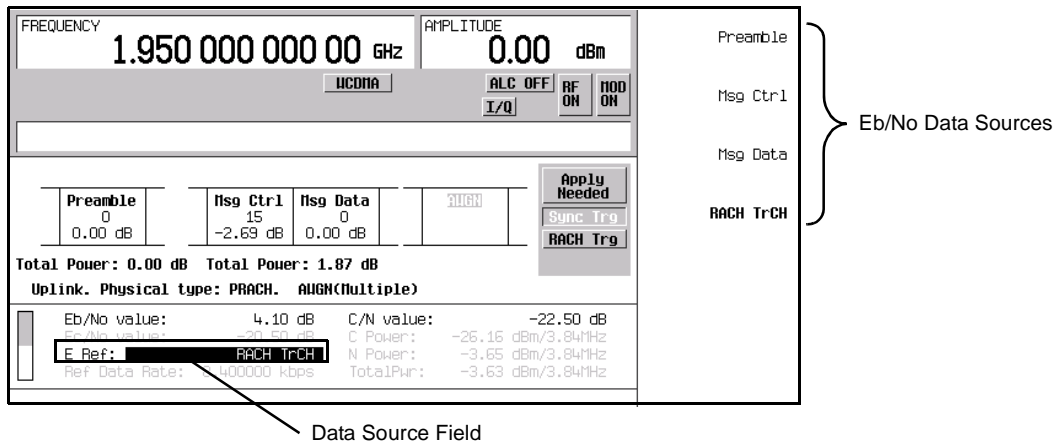 FREQUENCY
1.950 000 000 00 GHz
AMPLITUDE
0.00 dBm
WCDMA
ALC OFF
I/Q
RF ON
MOD ON
Preamble
Msg Ctrl
Msg Data
RACH TrCH
Eb/No Data Sources
Preamble
0
0.00 dB
Msg Ctrl
15
-2.69 dB
Msg Data
0
0.00 dB
AWGN
Apply Needed
Sync Trg
RACH Trg
Total Power: 0.00 dB Total Power: 1.87 dB
Uplink. Physical type: PRACH. AWGN(Multiple)
Eb/No value: 4.10 dB C/N value: -22.50 dB
Ec/No value: -20.50 dB C Power: -26.16 dBm/3.84MHz
E Ref: RACH TrCH N Power: -3.65 dBm/3.84MHz
Ref Data Rate: 2.400000 kbps TotalPwr: -3.63 dBm/3.84MHz
Data Source Field